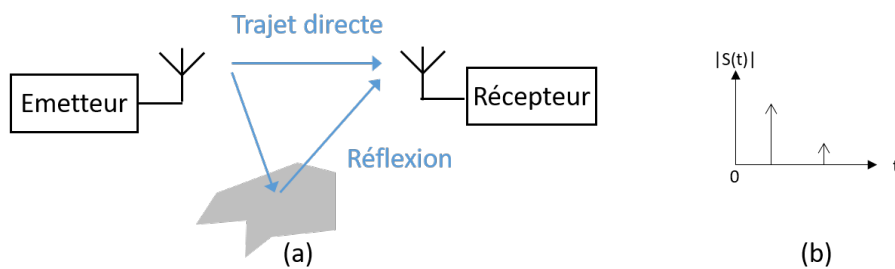 Trajet directe
Emetteur
Récepteur
Réflexion
(a)
|S(t)|
0
t
(b)